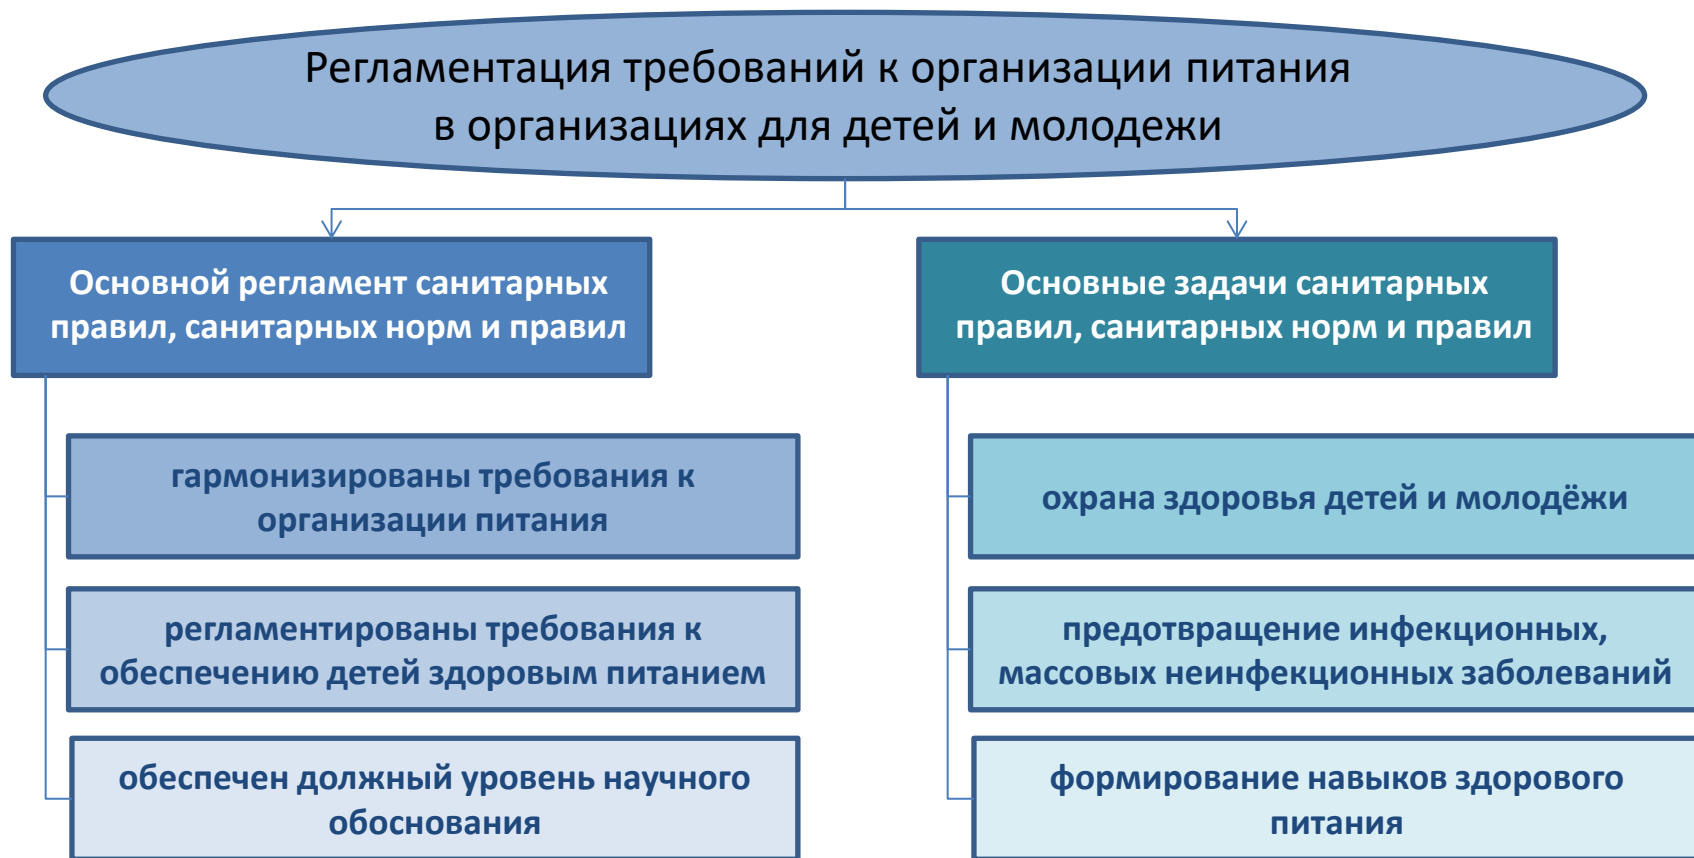 Регламентация требований к организации питания
в организациях для детей и молодежи
Основной регламент санитарных
правил, санитарных норм и правил
гармонизированы требования к
организации питания
регламентированы требования к
обеспечению детей здоровым питанием
обеспечен должный уровень научного
обоснования
Основные задачи санитарных
правил, санитарных норм и правил
охрана здоровья детей и молодёжи
предотвращение инфекционных,
массовых неинфекционных заболеваний
формирование навыков здорового
питания